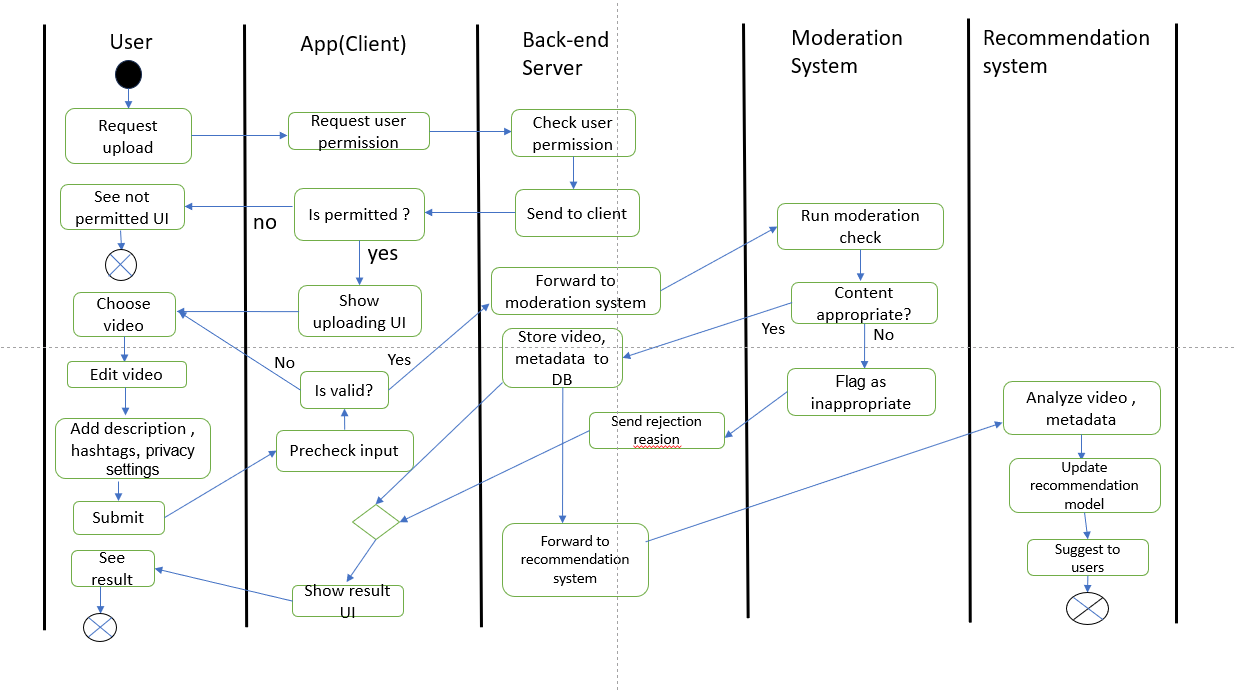 User
App(Client)
Back-end
Server
Moderation
System
Recommendation
system
Request
upload
Request user
permission
Check user
permission
See not
permitted UI
no
Is permitted ?
yes
Send to client
Run moderation
check
Choose
video
Show
uploading UI
Forward to
moderation system
Content
appropriate?
Yes
No
No
Yes
Store video,
metadata to
DB
Edit video
Is valid?
Flag as
inappropriate
Analyze video ,
metadata
Add description ,
hashtags, privacy
settings
Precheck input
Send rejection
reasion
Update
recommendation
model
Submit
Forward to
recommendation
system
Suggest to
users
See
result
Show result
UI